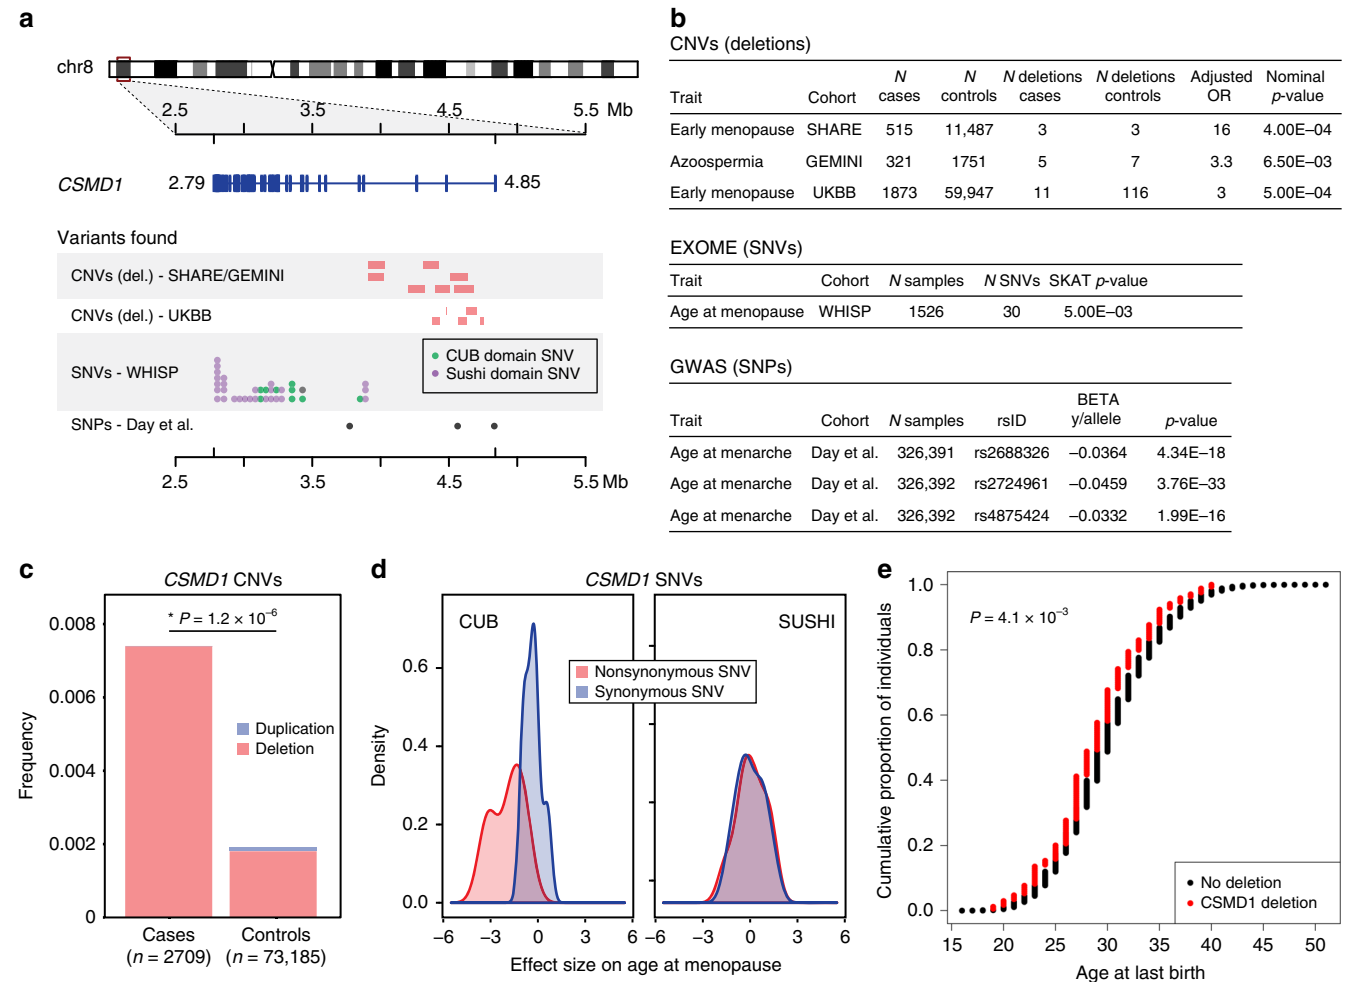 a
chr8
2.5 3.5 4.5 5.5 Mb
CSMD1 2.79 4.85
Variants found
CNVs (del.) - SHARE/GEMINI
CNVs (del.) - UKBB
SNVs - WHISP
CUB domain SNV
Sushi domain SNV
SNPs - Day et al.
2.5 3.5 4.5 5.5 Mb
b
CNVs (deletions)
Trait Cohort N cases N controls N deletions cases N deletions controls Adjusted OR Nominal p-value
Early menopause SHARE 515 11,487 3 3 16 4.00E–04
Azoospermia GEMINI 321 1751 5 7 3.3 6.50E–03
Early menopause UKBB 1873 59,947 11 116 3 5.00E–04
EXOME (SNVs)
Trait Cohort N samples N SNVs SKAT p-value
Age at menopause WHISP 1526 30 5.00E–03
GWAS (SNPs)
Trait Cohort N samples rsID BETA y/allele p-value
Age at menarche Day et al. 326,391 rs2688326 –0.0364 4.34E–18
Age at menarche Day et al. 326,392 rs2724961 –0.0459 3.76E–33
Age at menarche Day et al. 326,392 rs4875424 –0.0332 1.99E–16
c
CSMD1 CNVs
* P = 1.2 × 10–6
0.008
0.006
0.004
0.002
0
Frequency
Duplication
Deletion
Cases Controls
(n = 2709) (n = 73,185)
d
CSMD1 SNVs
CUB SUSHI
Nonsynonymous SNV
Synonymous SNV
0.6
0.4
0.2
0.0
Density
–6 –3 0 3 6 –6 –3 0 3 6
Effect size on age at menopause
e
P = 4.1 × 10–3
1.0
0.8
0.6
0.4
0.2
0.0
Cumulative proportion of individuals
No deletion
CSMD1 deletion
15 20 25 30 35 40 45 50
Age at last birth